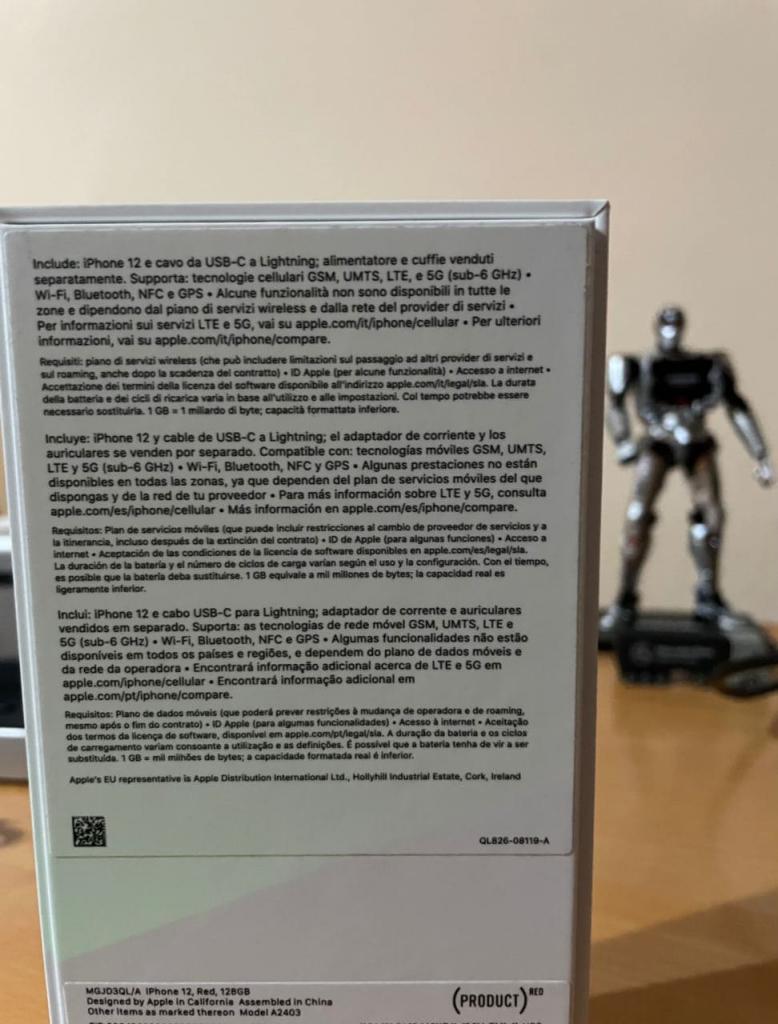 Include: iPhone 12 e cavo da USB-C a Lightning; alimentatore e cuffie venduti
separatamente. Supporta: tecnologie cellulari GSM, UMTS, LTE, e 5G (sub-6 GHz) •
Wi-Fi, Bluetooth, NFC e GPS • Alcune funzionalità non sono disponibili in tutte le
zone e dipendono dal piano di servizi wireless e dalla rete del provider di servizi •
Per informazioni sui servizi LTE e 5G, vai su apple.com/it/iphone/cellular • Per ulteriori
informazioni, vai su apple.com/it/iphone/compare.
Requisiti: piano di servizi wireless (che può includere limitazioni sul passaggio ad altri provider di servizi e
sul roaming, anche dopo la scadenza del contratto) • ID Apple (per alcune funzionalità) • Accesso a internet •
Accettazione dei termini della licenza del software disponibile all'indirizzo apple.com/it/legal/sla. La durata
della batteria e dei cicli di ricarica varia in base all'utilizzo e alle impostazioni. Col tempo potrebbe essere
necessario sostituirla. 1 GB = 1 miliardo di byte; capacità formattata inferiore.
Incluye: iPhone 12 y cable de USB-C a Lightning; el adaptador de corriente y los
auriculares se venden por separado. Compatible con: tecnologías móviles GSM, UMTS,
LTE y 5G (sub-6 GHz) • Wi-Fi, Bluetooth, NFC y GPS • Algunas prestaciones no están
disponibles en todas las zonas, ya que dependen del plan de servicios móviles del que
dispongas y de la red de tu proveedor • Para más información sobre LTE y 5G, consulta
apple.com/es/iphone/cellular • Más información en apple.com/es/iphone/compare.
Requisitos: Plan de servicios móviles (que puede incluir restricciones al cambio de proveedor de servicios y a
la itinerancia, incluso después de la extinción del contrato) • ID de Apple (para algunas funciones) • Acceso a
internet • Aceptación de las condiciones de la licencia de software disponibles en apple.com/es/legal/sla.
La duración de la batería y el número de ciclos de carga varían según el uso y la configuración. Con el tiempo,
es posible que la batería deba sustituirse. 1 GB equivale a mil millones de bytes; la capacidad real es
ligeramente inferior.
Inclui: iPhone 12 e cabo USB-C para Lightning; adaptador de corrente e auriculares
vendidos em separado. Suporta: as tecnologias de rede móvel GSM, UMTS, LTE e
5G (sub-6 GHz) • Wi-Fi, Bluetooth, NFC e GPS • Algumas funcionalidades não estão
disponíveis em todos os países e regiões, e dependem do plano de dados móveis e
da rede da operadora • Encontrará informação adicional acerca de LTE e 5G em
apple.com/iphone/cellular • Encontrará informação adicional em
apple.com/pt/iphone/compare.
Requisitos: Plano de dados móveis (que poderá prever restrições à mudança de operadora e de roaming,
mesmo após o fim do contrato) • ID Apple (para algumas funcionalidades) • Acesso à internet • Aceitação
dos termos da licença de software, disponível em apple.com/pt/legal/sla. A duração da bateria e os ciclos
de carregamento variam consoante a utilização e as definições. É possível que a bateria tenha de vir a ser
substituída. 1 GB = mil milhões de bytes; a capacidade formatada real é inferior.
Apple's EU representative is Apple Distribution International Ltd., Hollyhill Industrial Estate, Cork, Ireland
QL826-08119-A
MGJD3QL/A iPhone 12, Red, 128GB
Designed by Apple in California Assembled in China
Other items as marked thereon Model A2403
(PRODUCT)RED